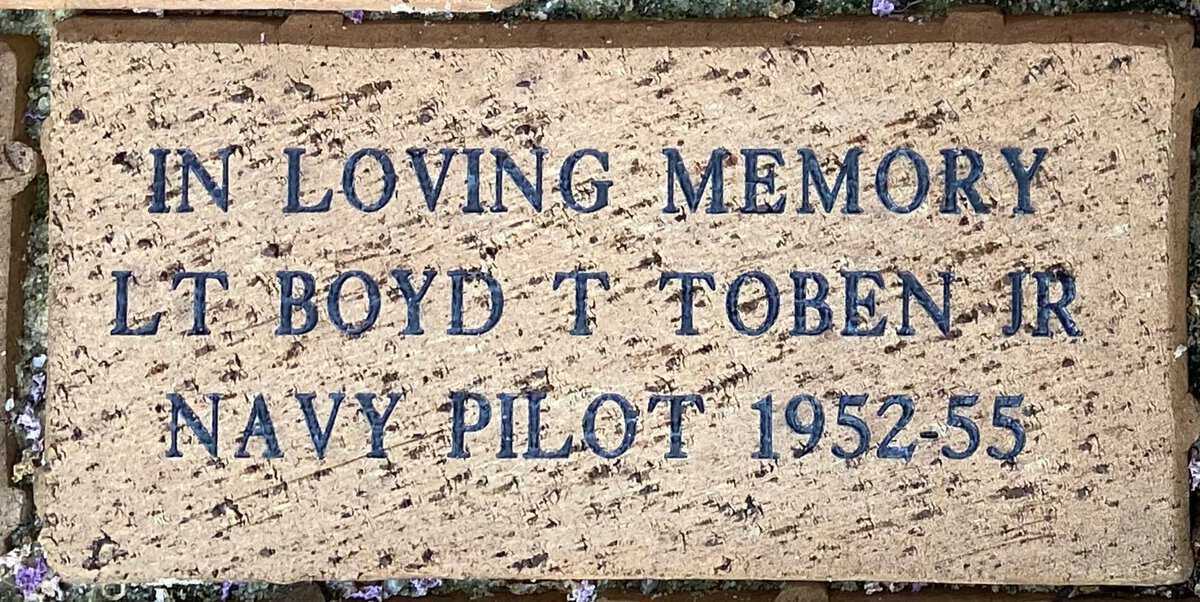 IN LOVING MEMORY
LT BOYD T TOBEN JR
NAVY PILOT 1952-55